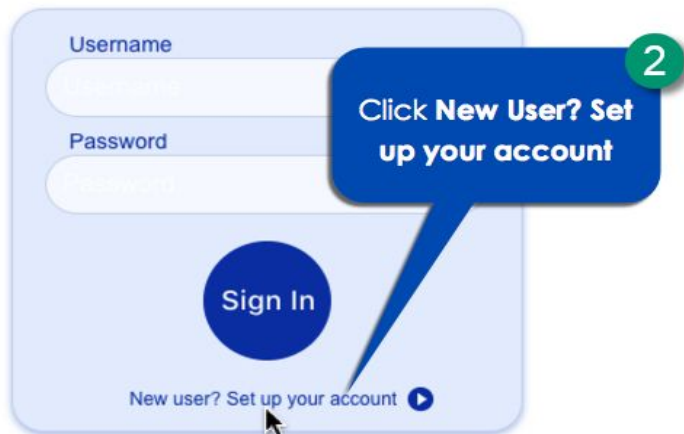 Username
Username
2
Click New User? Set
up your account
Password
Password
Sign In
New user? Set up your account